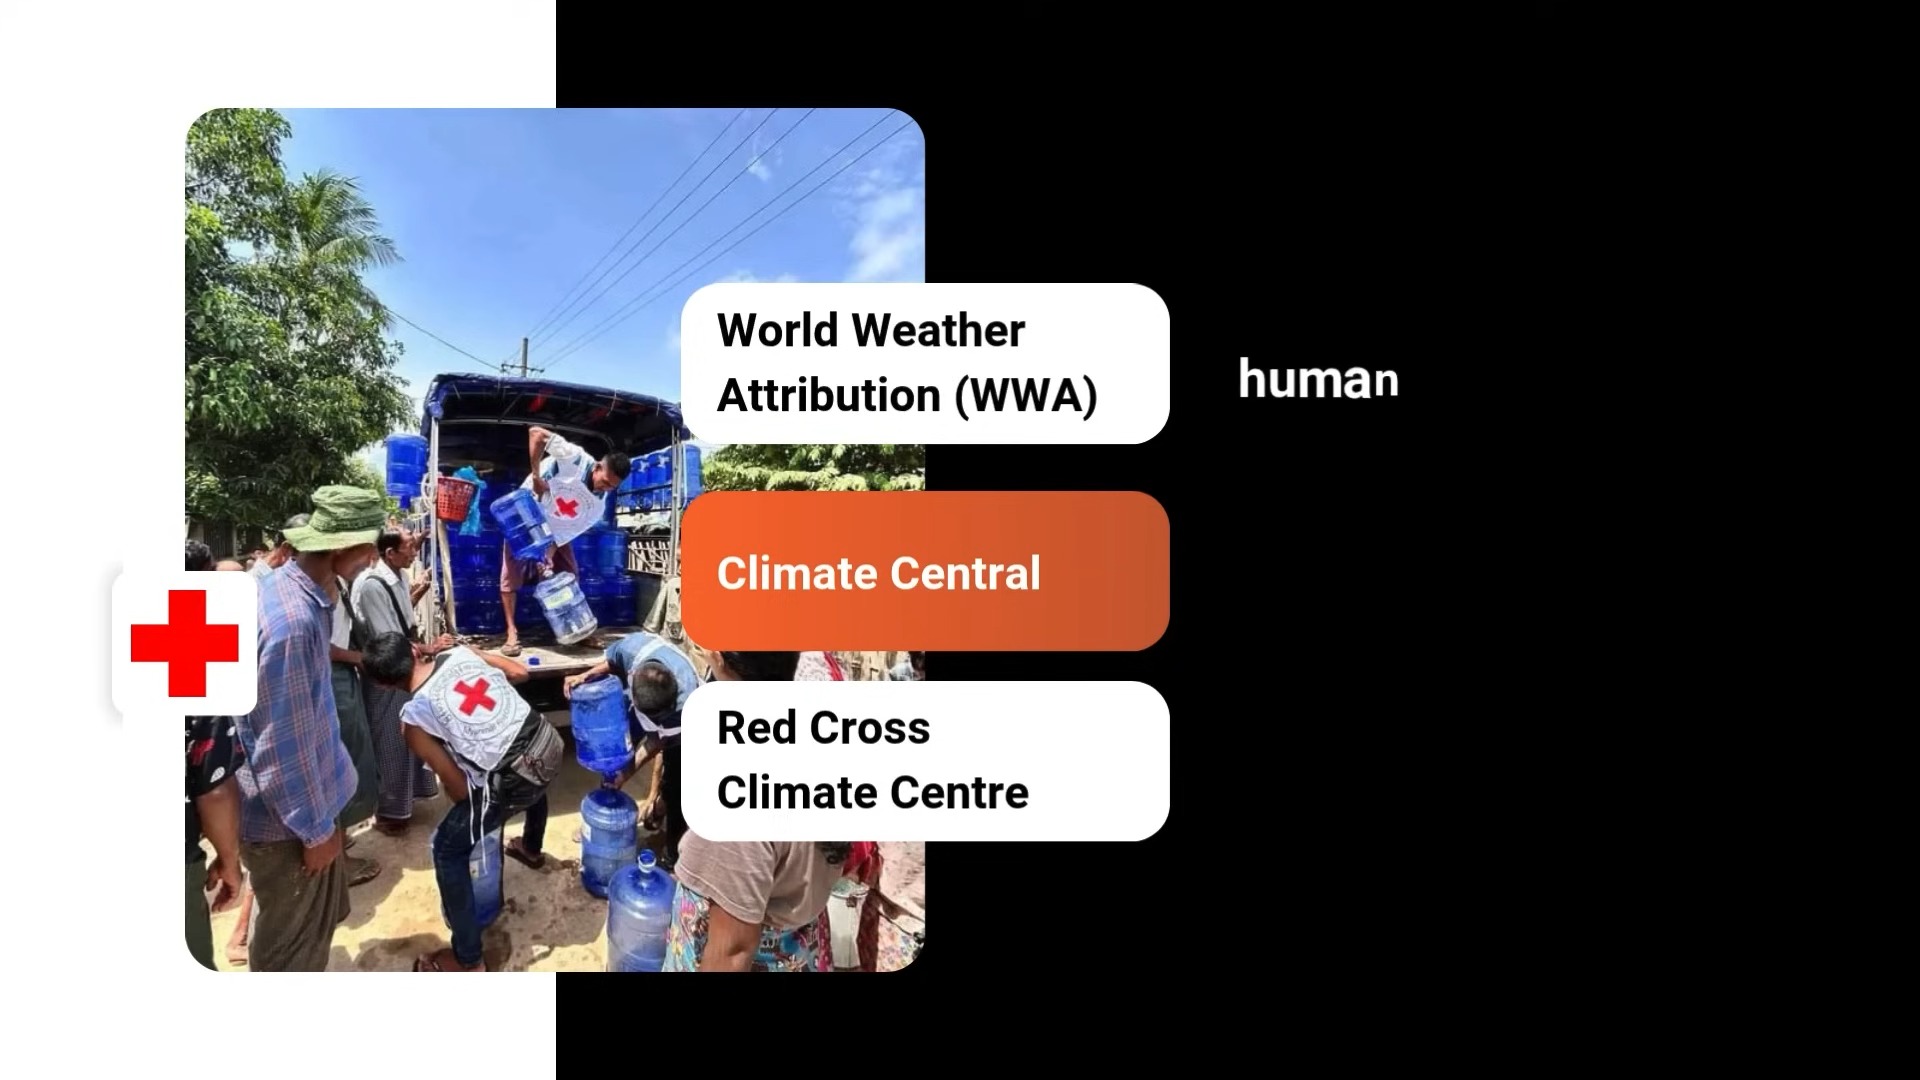 World Weather
Attribution (WWA)
human
Climate Central
Red Cross
Climate Centre